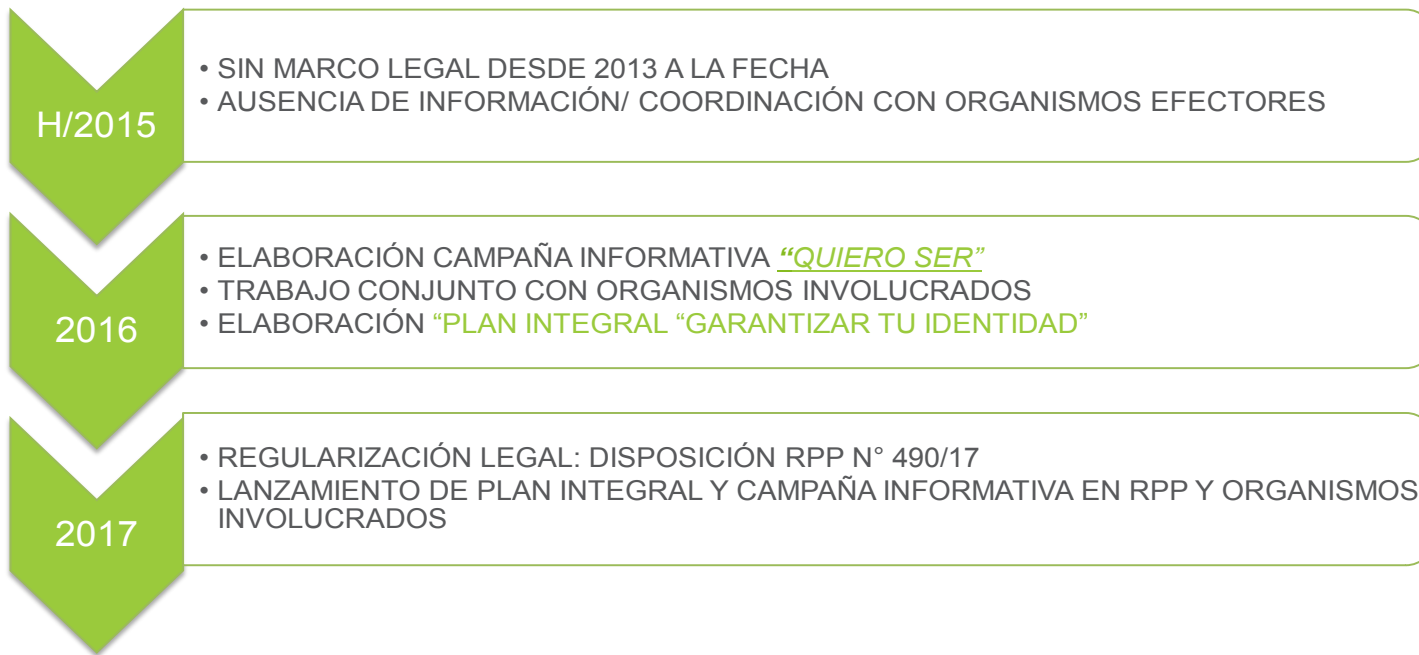 H/2015
• SIN MARCO LEGAL DESDE 2013 A LA FECHA
• AUSENCIA DE INFORMACIÓN/ COORDINACIÓN CON ORGANISMOS EFECTORES
2016
• ELABORACIÓN CAMPAÑA INFORMATIVA “QUIERO SER”
• TRABAJO CONJUNTO CON ORGANISMOS INVOLUCRADOS
• ELABORACIÓN “PLAN INTEGRAL “GARANTIZAR TU IDENTIDAD”
2017
• REGULARIZACIÓN LEGAL: DISPOSICIÓN RPP N° 490/17
• LANZAMIENTO DE PLAN INTEGRAL Y CAMPAÑA INFORMATIVA EN RPP Y ORGANISMOS
INVOLUCRADOS